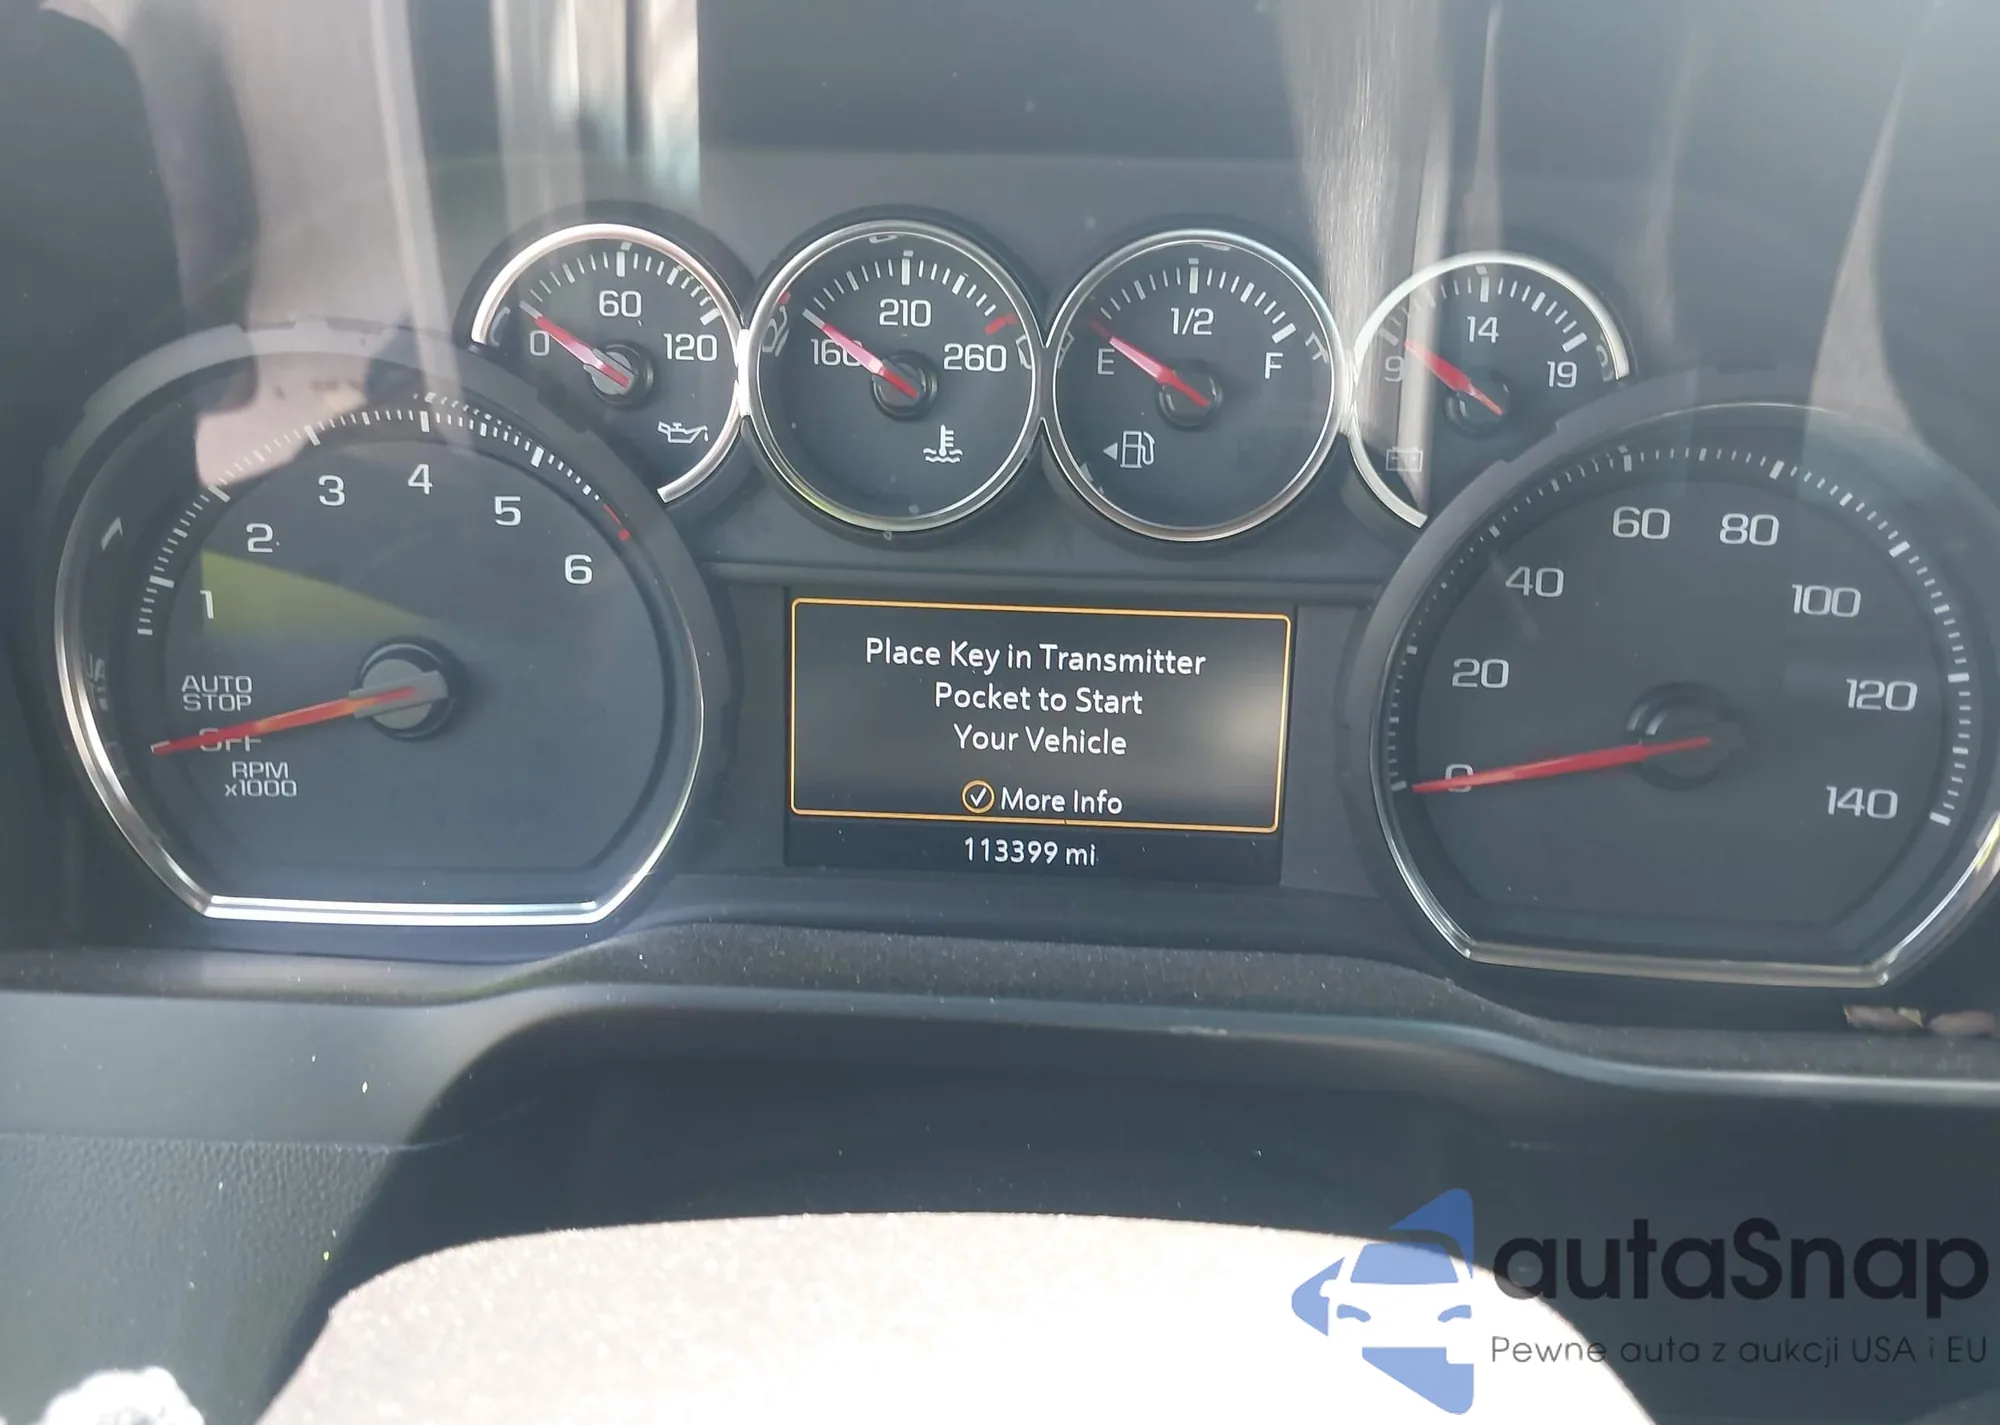 0 60 120
160 210 260
E 1/2 F
9 14 19
1 2 3 4 5 6
AUTO
STOP
OFF
RPM
x1000
Place Key in Transmitter
Pocket to Start
Your Vehicle
More Info
113399 mi
0 20 40 60 80 100 120 140
autaSnap
Pewne auta z aukcji USA i EU